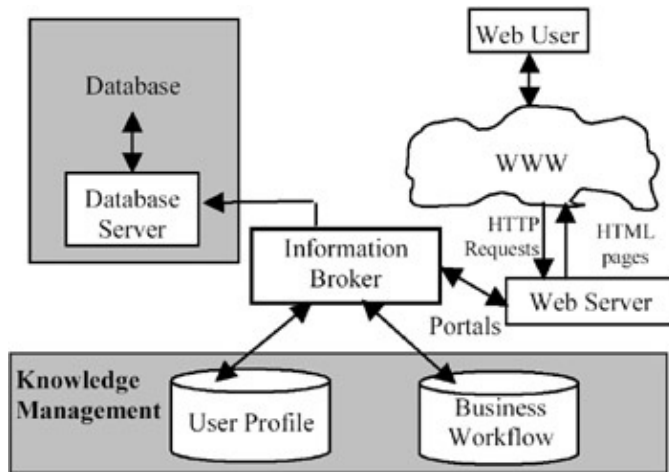 Web User
Database
WWW
Database
Server
HTTP
Requests
HTML
pages
Information
Broker
Web Server
Portals
Knowledge
Management
User Profile
Business
Workflow